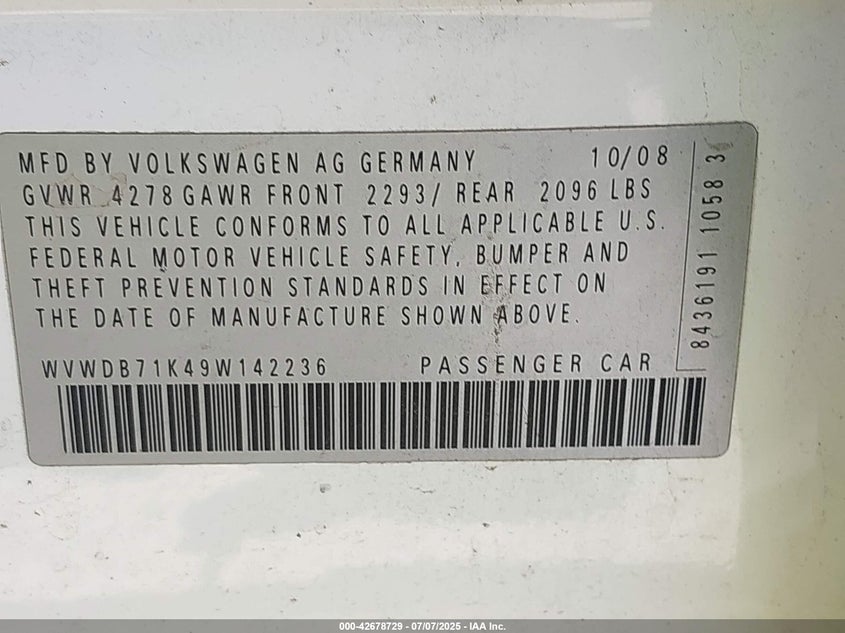 MFD BY VOLKSWAGEN AG GERMANY 10/08
GVWR 4278 GAWR FRONT 2293/ REAR 2096 LBS
THIS VEHICLE CONFORMS TO ALL APPLICABLE U.S.
FEDERAL MOTOR VEHICLE SAFETY, BUMPER AND
THEFT PREVENTION STANDARDS IN EFFECT ON
THE DATE OF MANUFACTURE SHOWN ABOVE.
WVWDB71K49W142236 PASSENGER CAR
8436191 1058 3
000-42678729 - 07/07/2025 - IAA Inc.